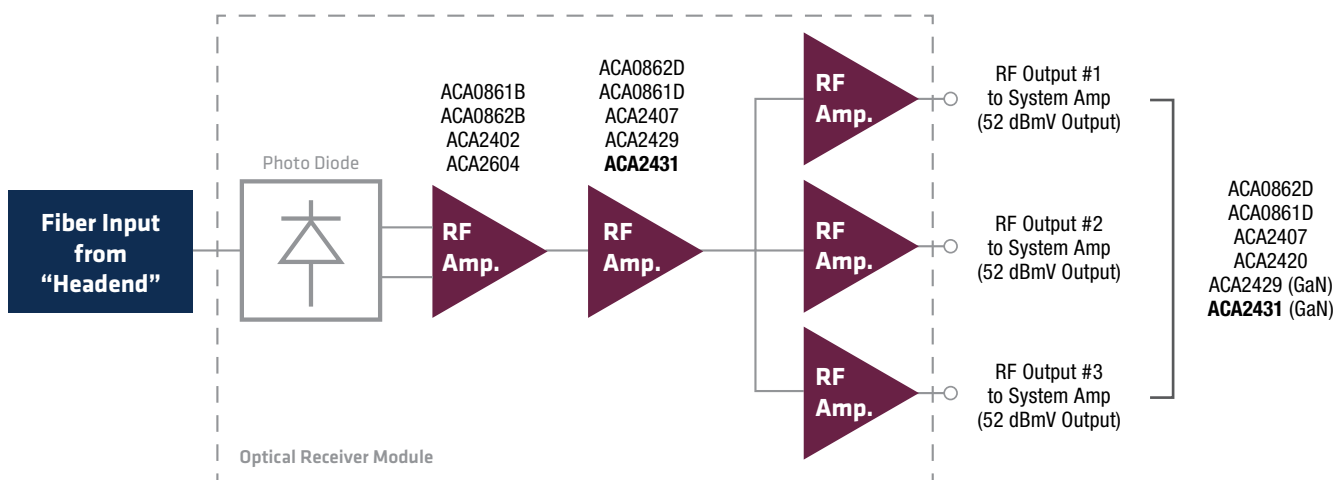 Fiber Input
from
“Headend”
Photo Diode
ACA0861B
ACA0862B
ACA2402
ACA2604
RF
Amp.
ACA0862D
ACA0861D
ACA2407
ACA2429
ACA2431
RF
Amp.
RF
Amp.
RF Output #1
to System Amp
(52 dBmV Output)
RF
Amp.
RF Output #2
to System Amp
(52 dBmV Output)
RF
Amp.
RF Output #3
to System Amp
(52 dBmV Output)
ACA0862D
ACA0861D
ACA2407
ACA2420
ACA2429 (GaN)
ACA2431 (GaN)
Optical Receiver Module